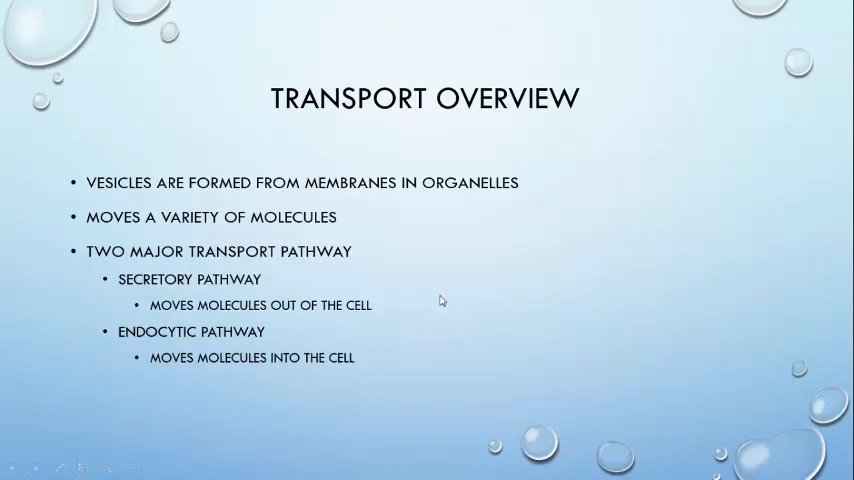 TRANSPORT OVERVIEW
• VESICLES ARE FORMED FROM MEMBRANES IN ORGANELLES
• MOVES A VARIETY OF MOLECULES
• TWO MAJOR TRANSPORT PATHWAY
• SECRETORY PATHWAY
• MOVES MOLECULES OUT OF THE CELL
• ENDOCYTIC PATHWAY
• MOVES MOLECULES INTO THE CELL